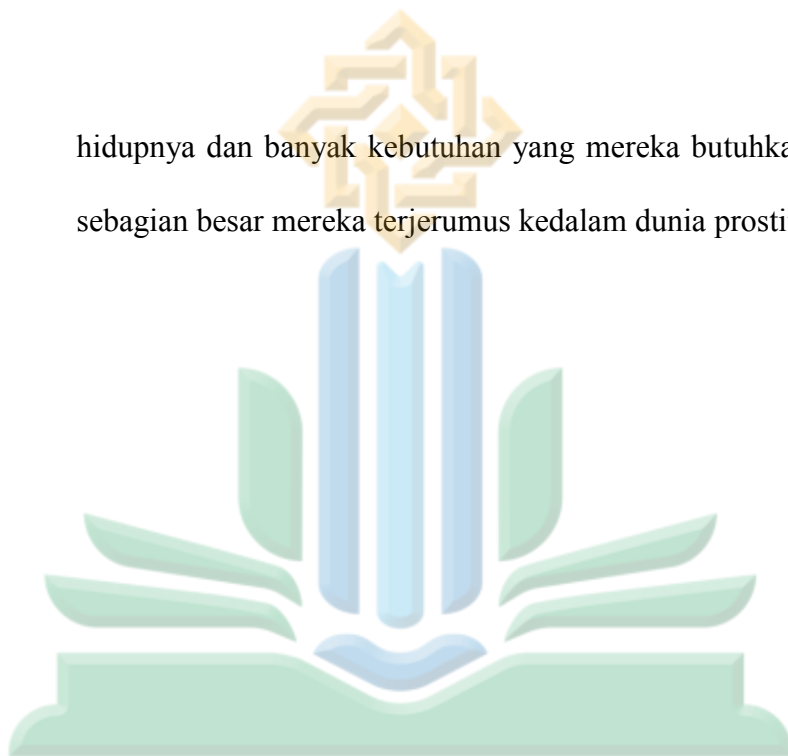 hidupnya dan banyak kebutuhan yang mereka butuhka
sebagian besar mereka terjerumus kedalam dunia prosti